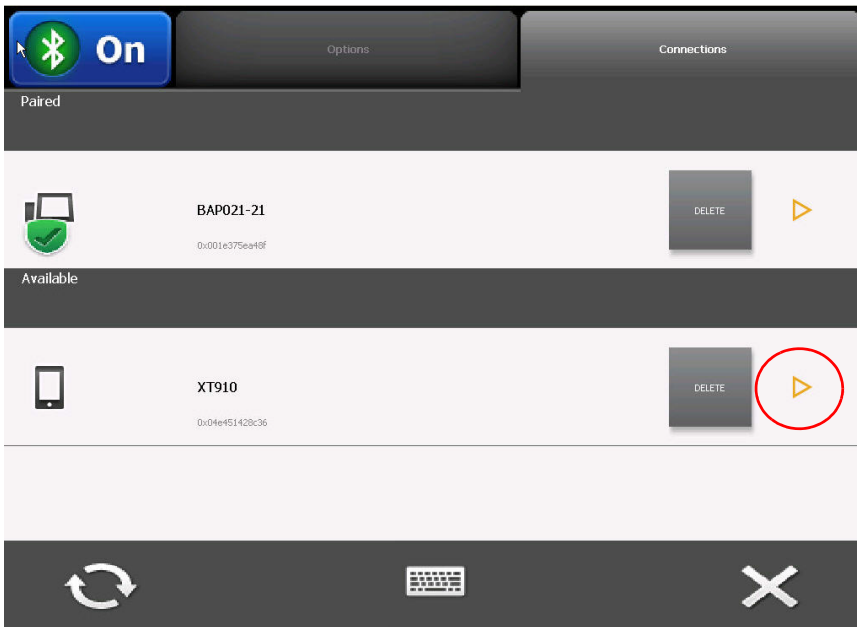 On
Options
Connections
Paired
BAP021-21
DELETE
0x001e375ea48f
Available
XT910
DELETE
0x04e451428c36